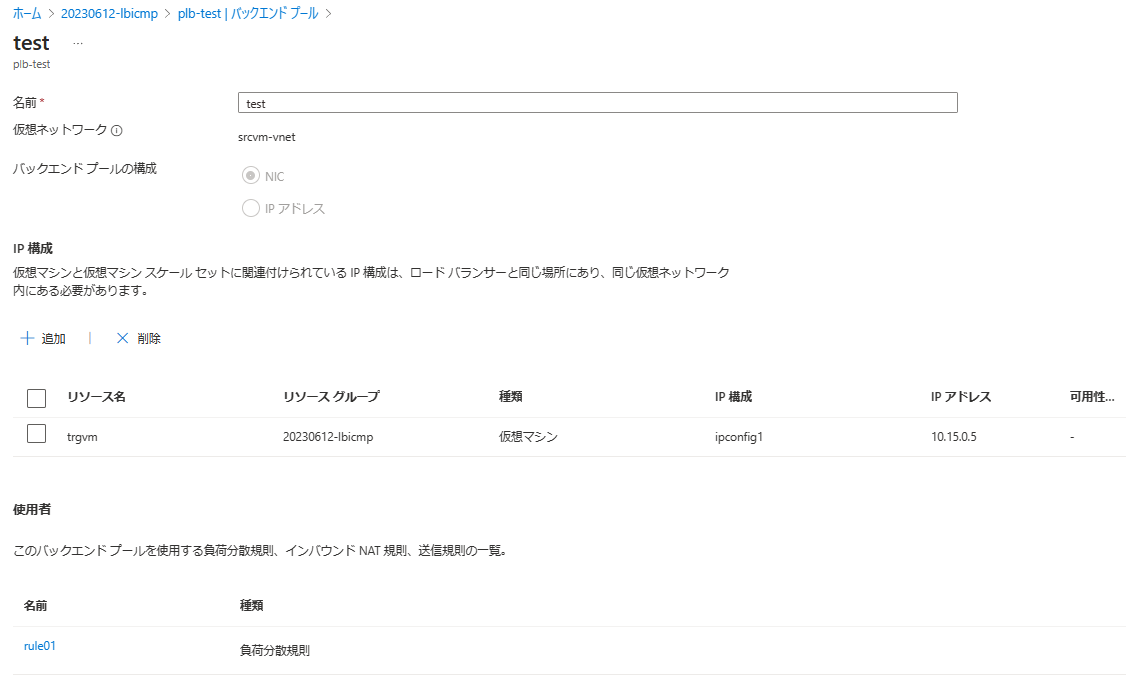 ホーム > 20230612-lbicmp > plb-test | バックエンド プール >
test ...
plb-test
名前 *
test
仮想ネットワーク
srcvm-vnet
バックエンド プールの構成
NIC
IP アドレス
IP 構成
仮想マシンと仮想マシン スケール セットに関連付けられている IP 構成は、ロード バランサーと同じ場所にあり、同じ仮想ネットワーク
内にある必要があります。
追加 | 削除
リソース名 リソース グループ 種類 IP 構成 IP アドレス 可用性...
trgvm 20230612-lbicmp 仮想マシン ipconfig1 10.15.0.5 -
使用者
このバックエンド プールを使用する負荷分散規則、インバウンド NAT 規則、送信規則の一覧。
名前 種類
rule01 負荷分散規則